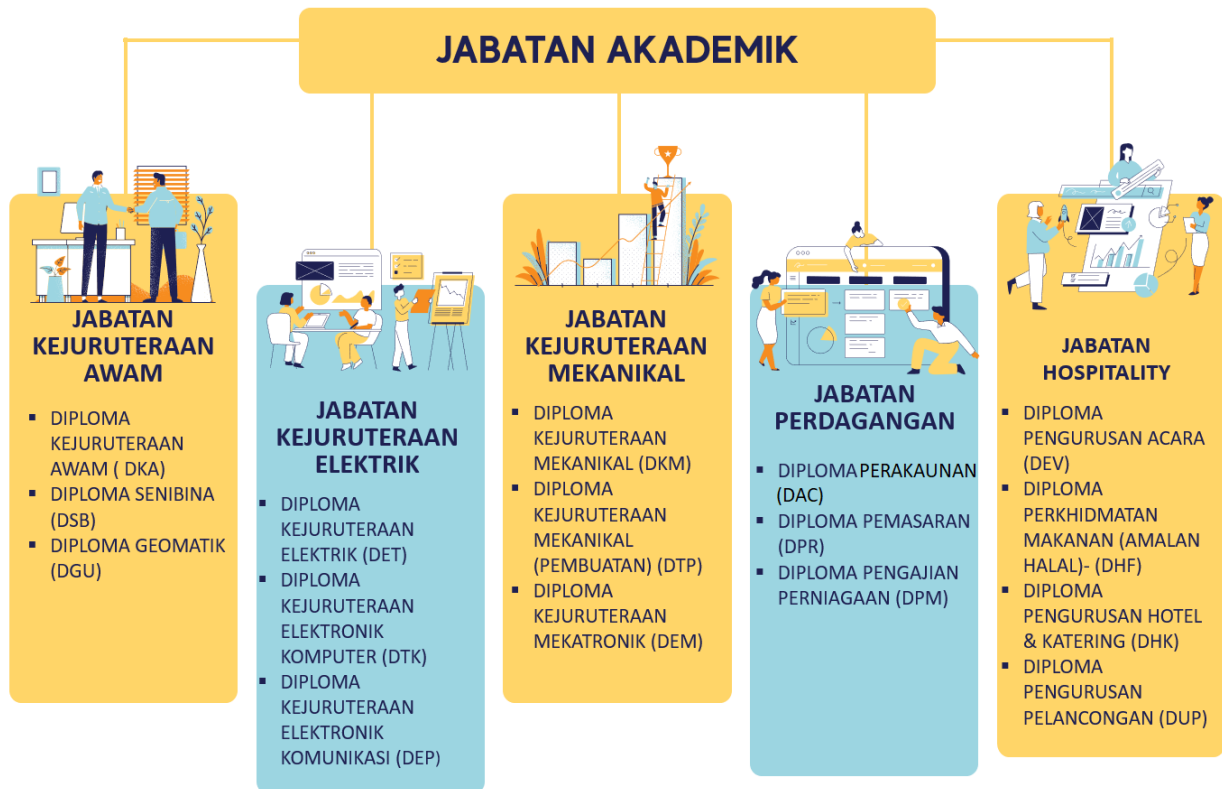 JABATAN AKADEMIK
JABATAN
KEJURUTERAAN
AWAM
▪ DIPLOMA
KEJURUTERAAN
AWAM ( DKA)
▪ DIPLOMA SENIBINA
(DSB)
▪ DIPLOMA GEOMATIK
(DGU)
JABATAN
KEJURUTERAAN
ELEKTRIK
▪ DIPLOMA
KEJURUTERAAN
ELEKTRIK (DET)
▪ DIPLOMA
KEJURUTERAAN
ELEKTRONIK
KOMPUTER (DTK)
▪ DIPLOMA
KEJURUTERAAN
ELEKTRONIK
KOMUNIKASI (DEP)
JABATAN
KEJURUTERAAN
MEKANIKAL
▪ DIPLOMA
KEJURUTERAAN
MEKANIKAL (DKM)
▪ DIPLOMA
KEJURUTERAAN
MEKANIKAL
(PEMBUATAN) (DTP)
▪ DIPLOMA
KEJURUTERAAN
MEKATRONIK (DEM)
JABATAN
PERDAGANGAN
▪ DIPLOMA PERAKAUNAN
(DAC)
▪ DIPLOMA PEMASARAN
(DPR)
▪ DIPLOMA PENGAJIAN
PERNIAGAAN (DPM)
JABATAN
HOSPITALITY
▪ DIPLOMA
PENGURUSAN ACARA
(DEV)
▪ DIPLOMA
PERKHIDMATAN
MAKANAN (AMALAN
HALAL)- (DHF)
▪ DIPLOMA
PENGURUSAN HOTEL
& KATERING (DHK)
▪ DIPLOMA
PENGURUSAN
PELANCONGAN (DUP)